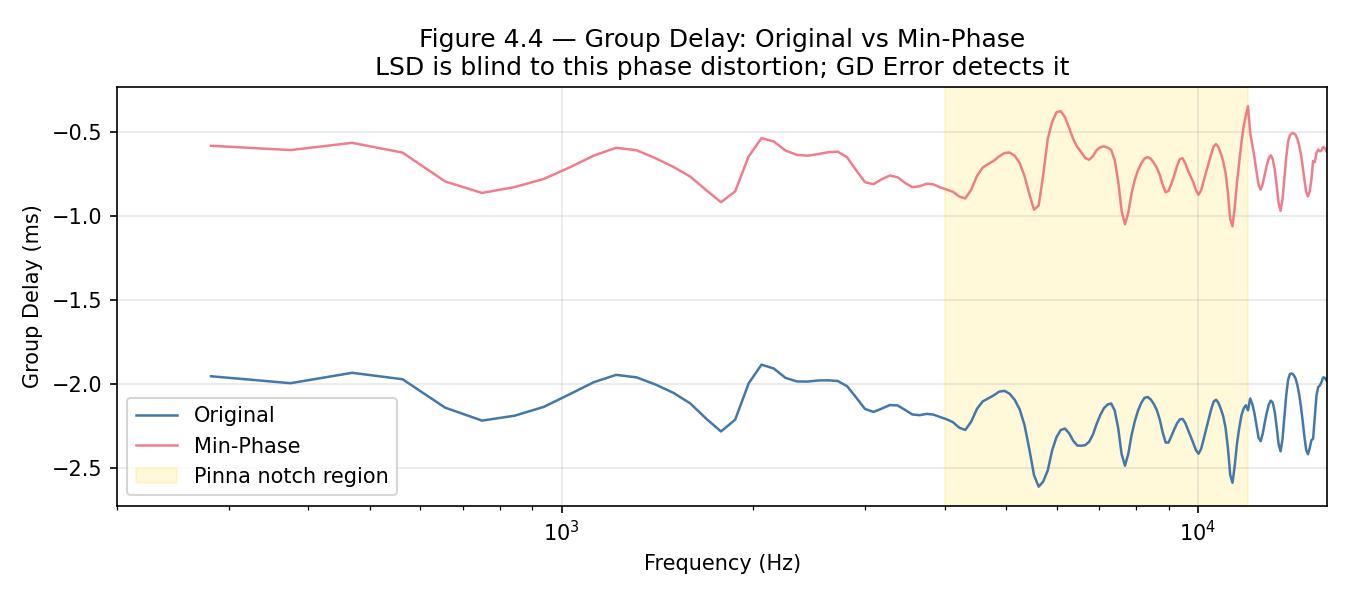 Figure 4.4 — Group Delay: Original vs Min-Phase
LSD is blind to this phase distortion; GD Error detects it
Group Delay (ms)
−0.5
−1.0
−1.5
−2.0
−2.5
Original
Min-Phase
Pinna notch region
10³
10⁴
Frequency (Hz)